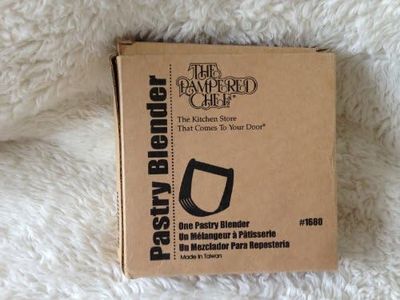 Pastry Blender
THE
PAMPERED
CHEF®
The Kitchen Store
That Comes To Your Door®
One Pastry Blender
#1680
Un Mélangeur à Pâtisserie
Un Mezclador Para Reposteria
Made In Taiwan